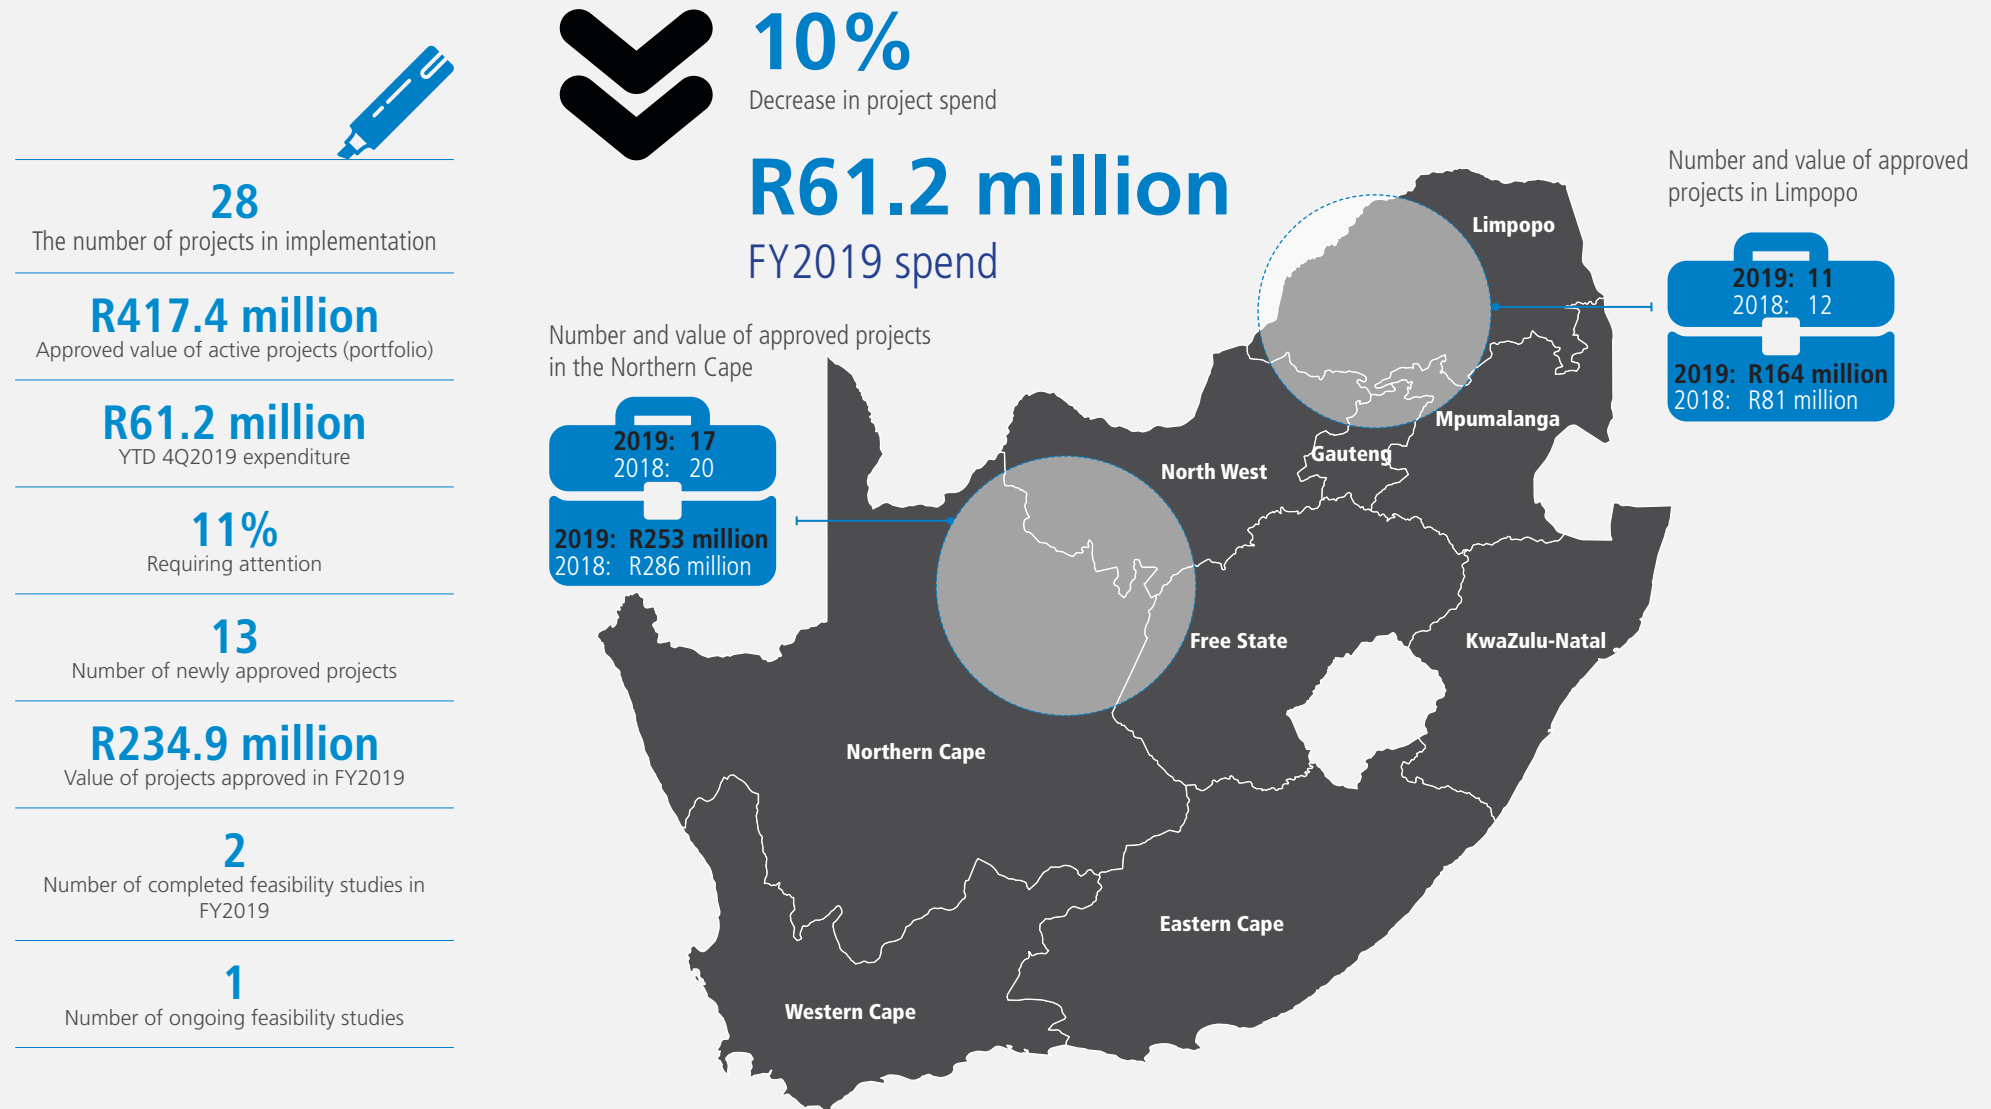 28
The number of projects in implementation
R417.4 million
Approved value of active projects (portfolio)
R61.2 million
YTD 4Q2019 expenditure
11%
Requiring attention
13
Number of newly approved projects
R234.9 million
Value of projects approved in FY2019
2
Number of completed feasibility studies in
FY2019
1
Number of ongoing feasibility studies
10%
Decrease in project spend
R61.2 million
FY2019 spend
Number and value of approved projects
in the Northern Cape
2019: 17
2018: 20
2019: R253 million
2018: R286 million
Number and value of approved
projects in Limpopo
2019: 11
2018: 12
2019: R164 million
2018: R81 million
Limpopo
Mpumalanga
Gauteng
North West
Free State
KwaZulu-Natal
Northern Cape
Eastern Cape
Western Cape